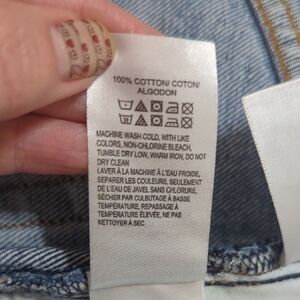 100% COTTON/ COTON/
ALGODON
MACHINE WASH COLD, WITH LIKE
COLORS, NON-CHLORINE BLEACH,
TUMBLE DRY LOW, WARM IRON, DO NOT
DRY CLEAN
LAVER À LA MACHINE À L'EAU FROIDE,
SÉPARER LES COULEURS, SEULEMENT
DE L'EAU DE JAVEL SANS CHLORURE,
SÉCHER PAR CULBUTAGE À BASSE
TEMPÉRATURE, REPASSAGE À
TEMPÉRATURE ÉLEVÉE, NE PAS
NETTOYER À SEC